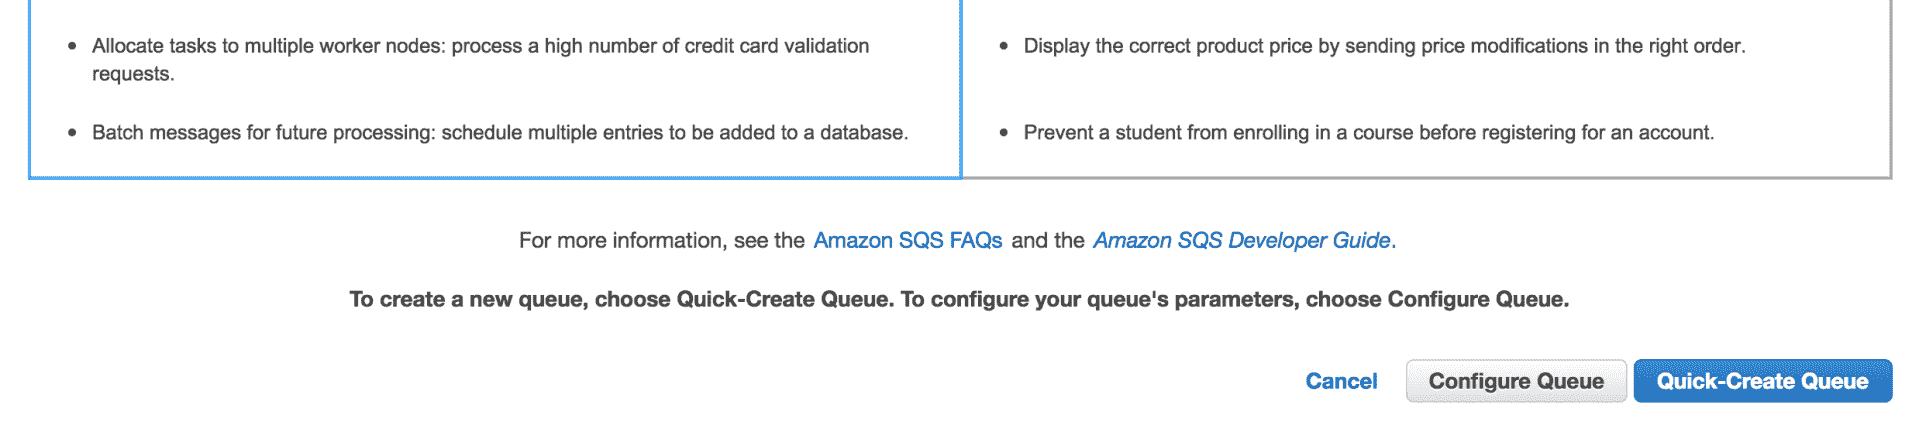 • Allocate tasks to multiple worker nodes: process a high number of credit card validation
requests.
• Batch messages for future processing: schedule multiple entries to be added to a database.
• Display the correct product price by sending price modifications in the right order.
• Prevent a student from enrolling in a course before registering for an account.
For more information, see the Amazon SQS FAQs and the Amazon SQS Developer Guide.
To create a new queue, choose Quick-Create Queue. To configure your queue's parameters, choose Configure Queue.
Cancel Configure Queue Quick-Create Queue